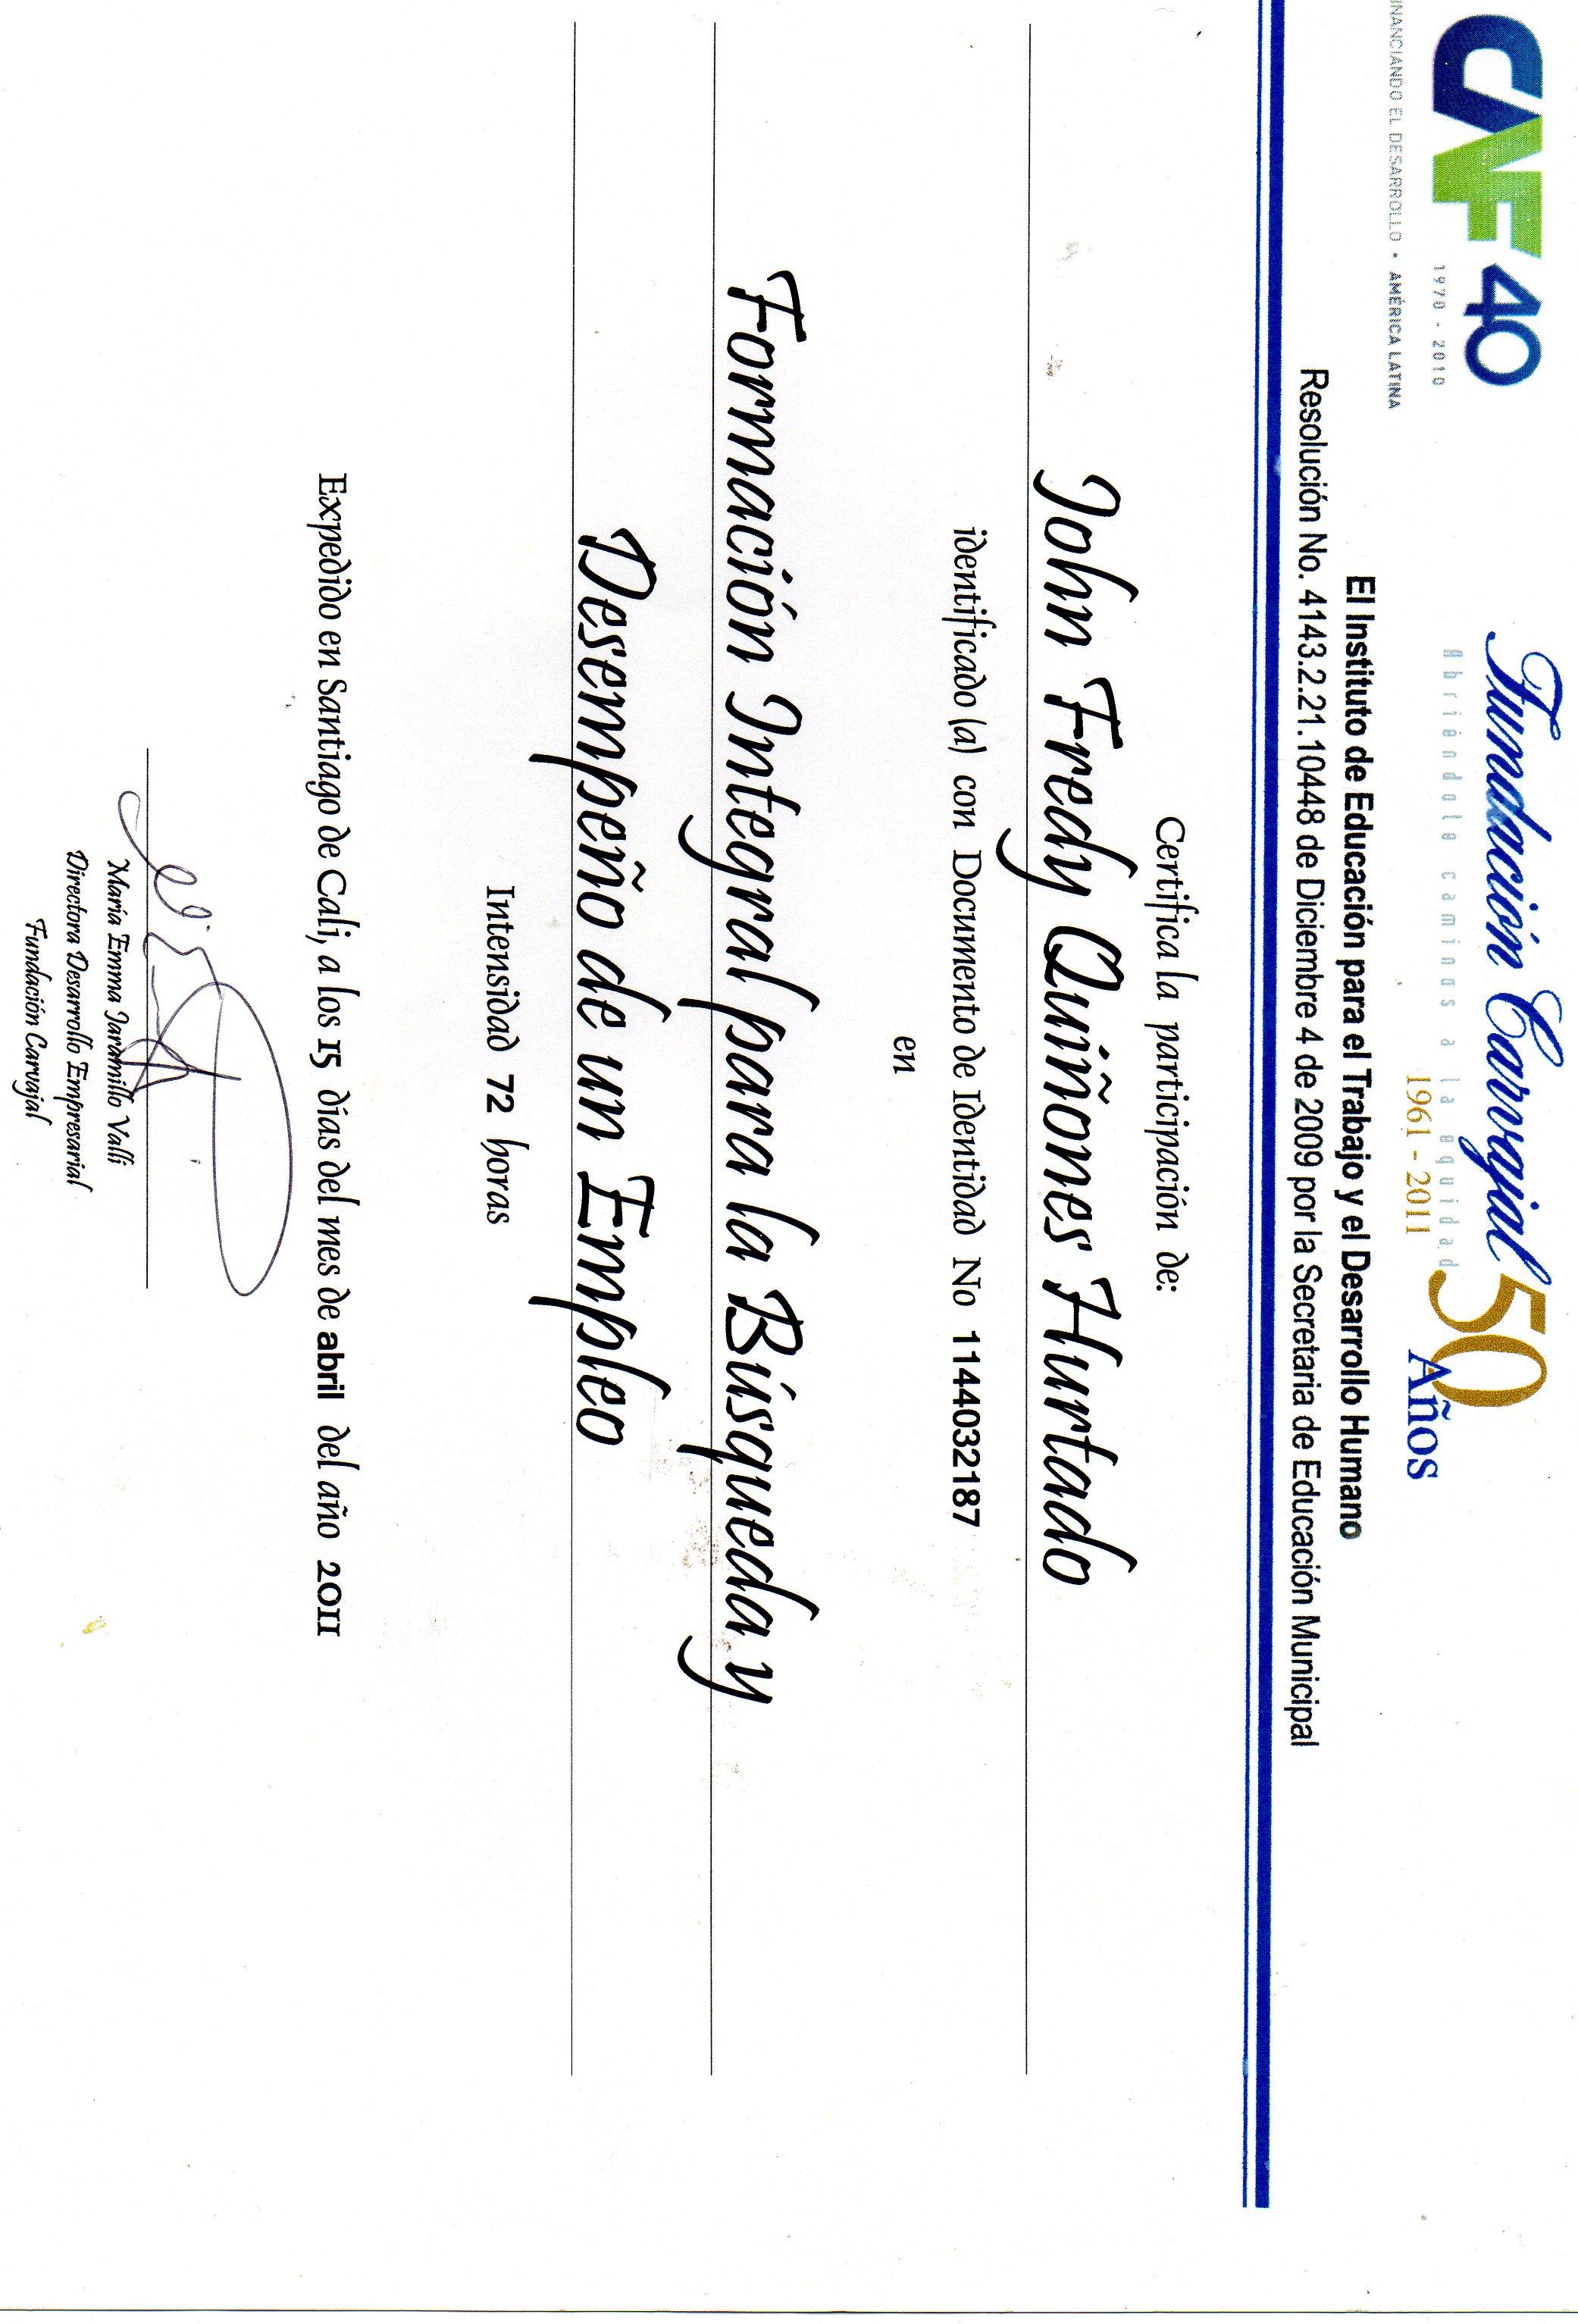 CAF 40
1970 - 2010
INANCIANDO EL DESARROLLO • AMÉRICA LATINA
Fundación Carvajal 50 Años
Abriéndole caminos a la equidad
1961 - 2011
El Instituto de Educación para el Trabajo y el Desarrollo Humano
Resolución No. 4143.2.21.10448 de Diciembre 4 de 2009 por la Secretaria de Educación Municipal
Certifica la participación de:
John Fredy Quiñones Hurtado
identificado (a) con Documento de Identidad No 1144032187
en
Formación Integral para la Búsqueda y
Desempeño de un Empleo
Intensidad 72 horas
Expedido en Santiago de Cali, a los 15 días del mes de abril del año 2011
María Emma Jaramillo Valli
Directora Desarrollo Empresarial
Fundación Carvajal